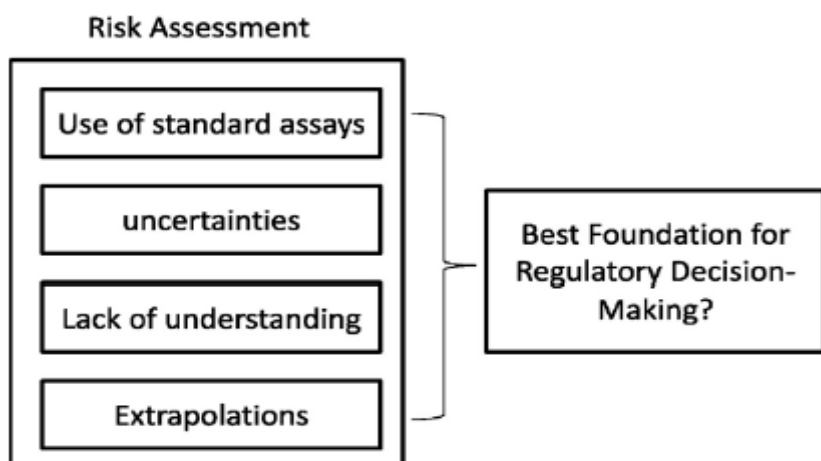 Risk Assessment
Use of standard assays
uncertainties
Lack of understanding
Extrapolations
Best Foundation for
Regulatory Decision-
Making?